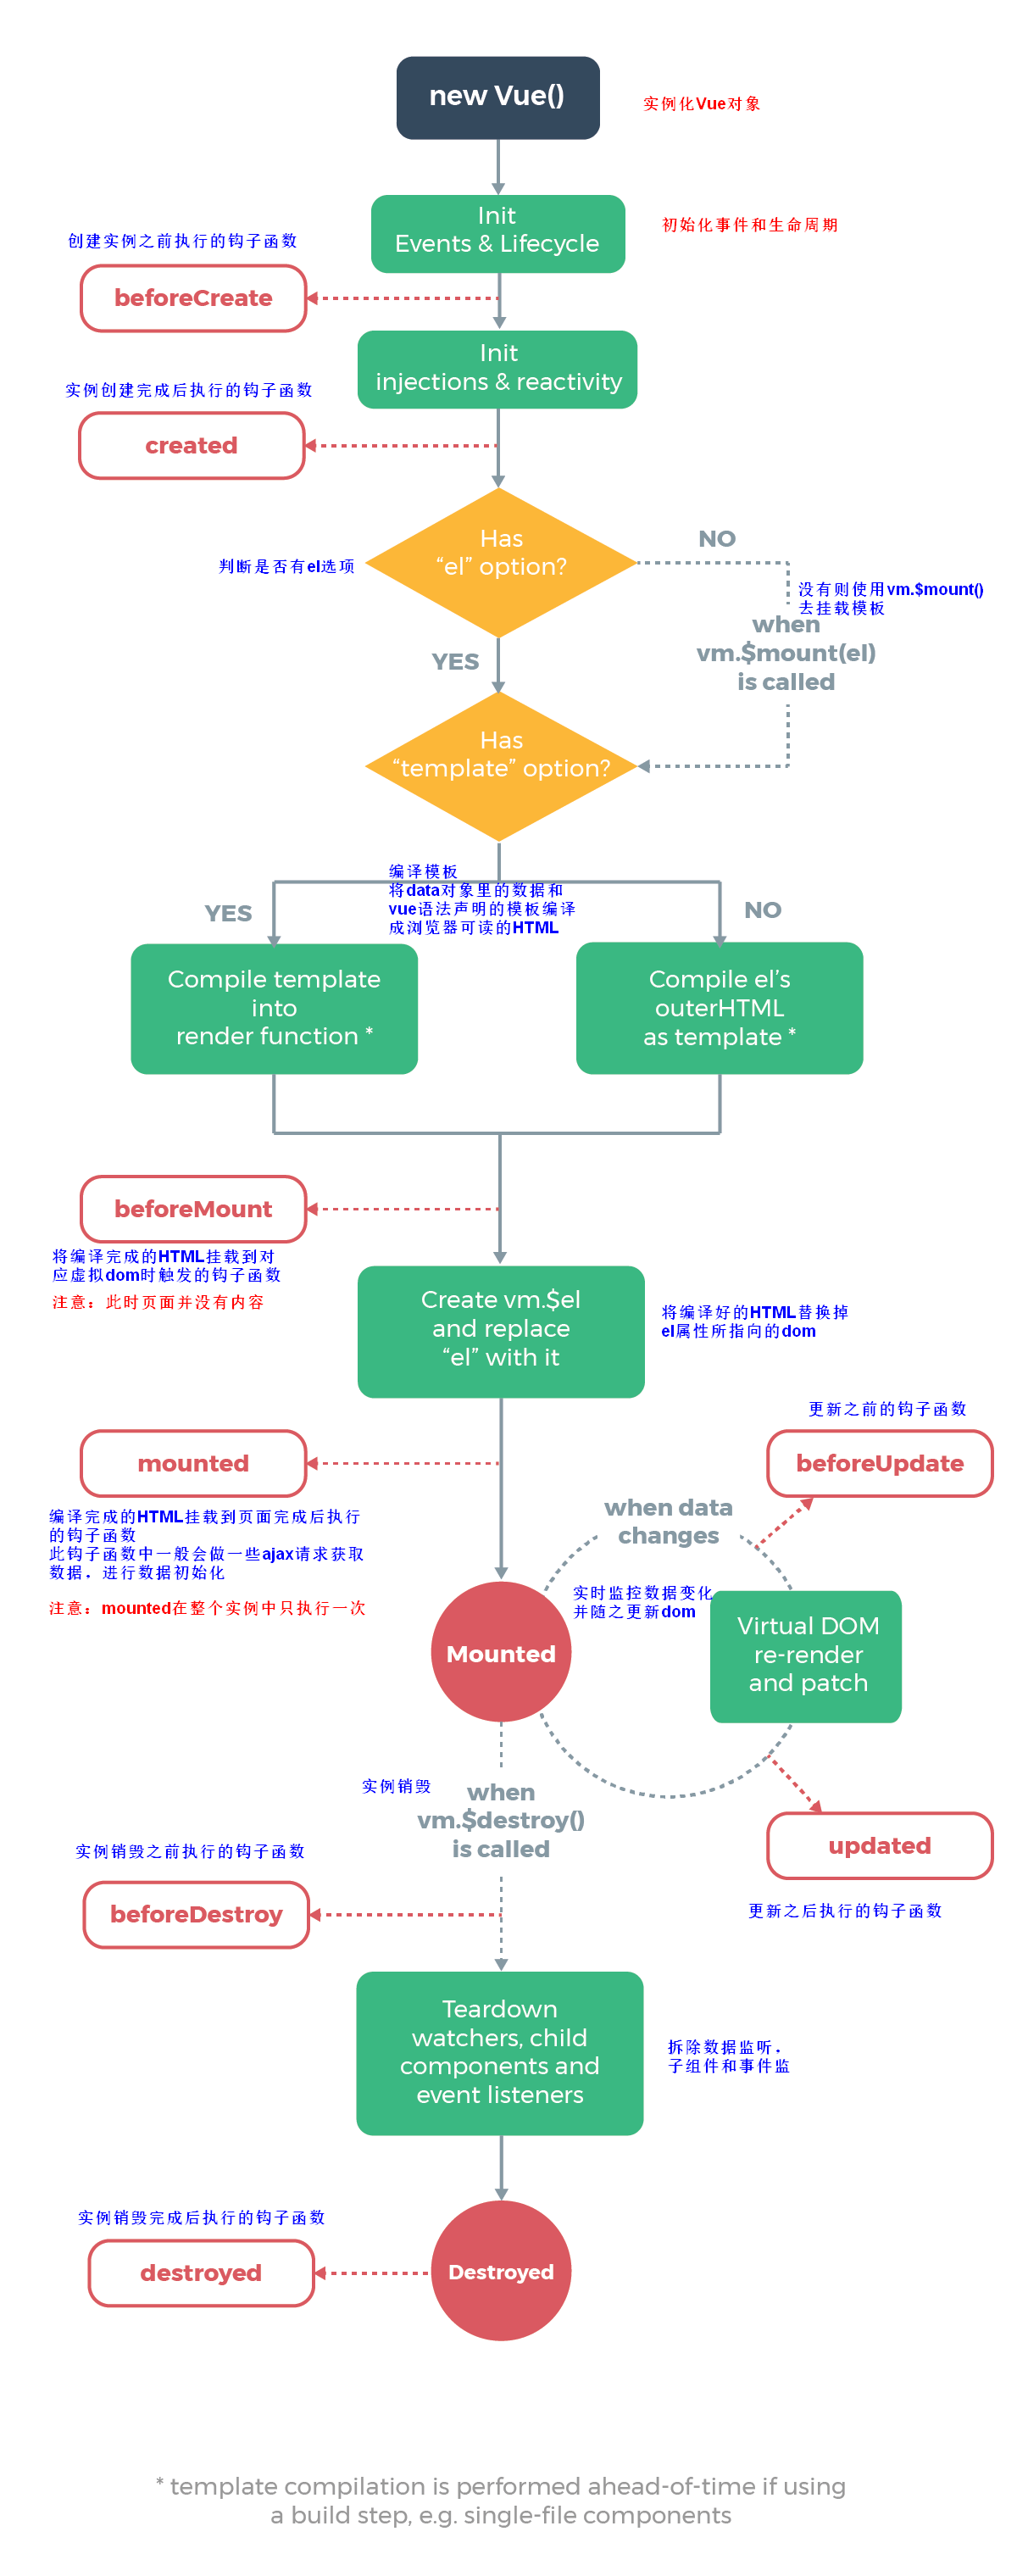 new Vue()
实例化Vue对象
Init
Events & Lifecycle
初始化事件和生命周期
创建实例之前执行的钩子函数
beforeCreate
Init
injections & reactivity
实例创建完成后执行的钩子函数
created
Has
“el” option?
判断是否有el选项
NO
没有则使用vm.$mount()
去挂载模板
when
vm.$mount(el)
is called
YES
Has
“template” option?
编译模板
将data对象里的数据和
vue语法声明的模板编译
成浏览器可读的HTML
YES
NO
Compile template
into
render function *
Compile el’s
outerHTML
as template *
beforeMount
将编译完成的HTML挂载到对
应虚拟dom时触发的钩子函数
注意：此时页面并没有内容
Create vm.$el
and replace
“el” with it
将编译好的HTML替换掉
el属性所指向的dom
更新之前的钩子函数
beforeUpdate
mounted
编译完成的HTML挂载到页面完成后执行
的钩子函数
此钩子函数中一般会做一些ajax请求获取
数据．进行数据初始化
注意：mounted在整个实例中只执行一次
when data
changes
实时监控数据变化
并随之更新dom
Mounted
Virtual DOM
re-render
and patch
实例销毁
when
vm.$destroy()
is called
updated
更新之后执行的钩子函数
实例销毁之前执行的钩子函数
beforeDestroy
Teardown
watchers, child
components and
event listeners
拆除数据监听．
子组件和事件监
实例销毁完成后执行的钩子函数
destroyed
Destroyed
* template compilation is performed ahead-of-time if using
a build step, e.g. single-file components